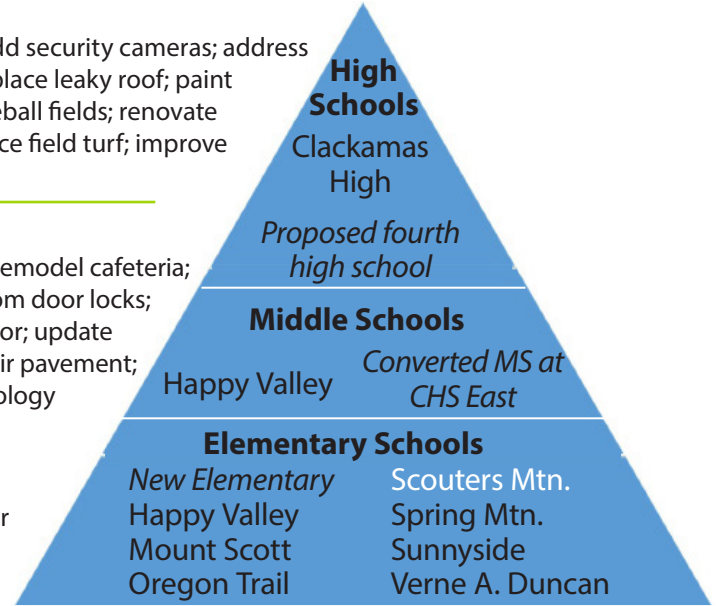 dd security cameras; address
place leaky roof; paint
eball fields; renovate
ce field turf; improve
emodel cafeteria;
om door locks;
or; update
ir pavement;
ology
r
High
Schools
Clackamas
High
Proposed fourth
high school
Middle Schools
Happy Valley
Converted MS at
CHS East
Elementary Schools
New Elementary
Happy Valley
Mount Scott
Oregon Trail
Scouters Mtn.
Spring Mtn.
Sunnyside
Verne A. Duncan